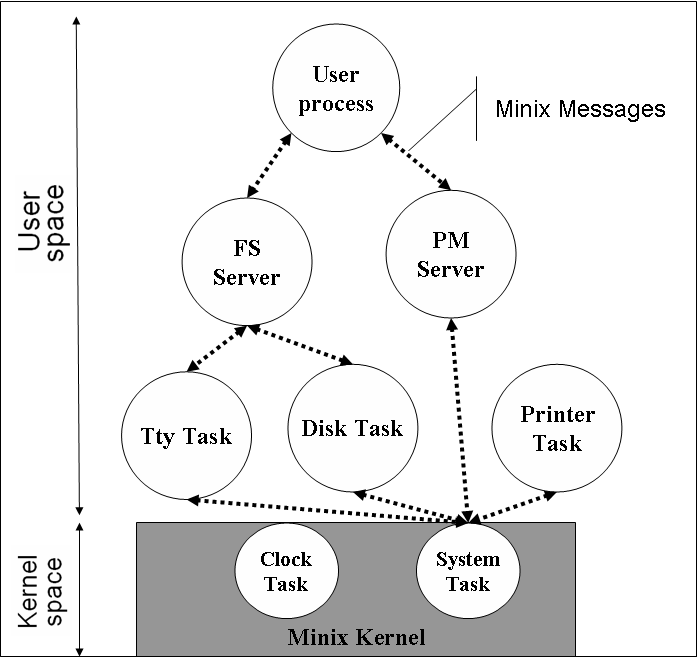 User
process
Minix Messages
User
space
FS
Server
PM
Server
Tty Task
Disk Task
Printer
Task
Kernel
space
Clock
Task
System
Task
Minix Kernel